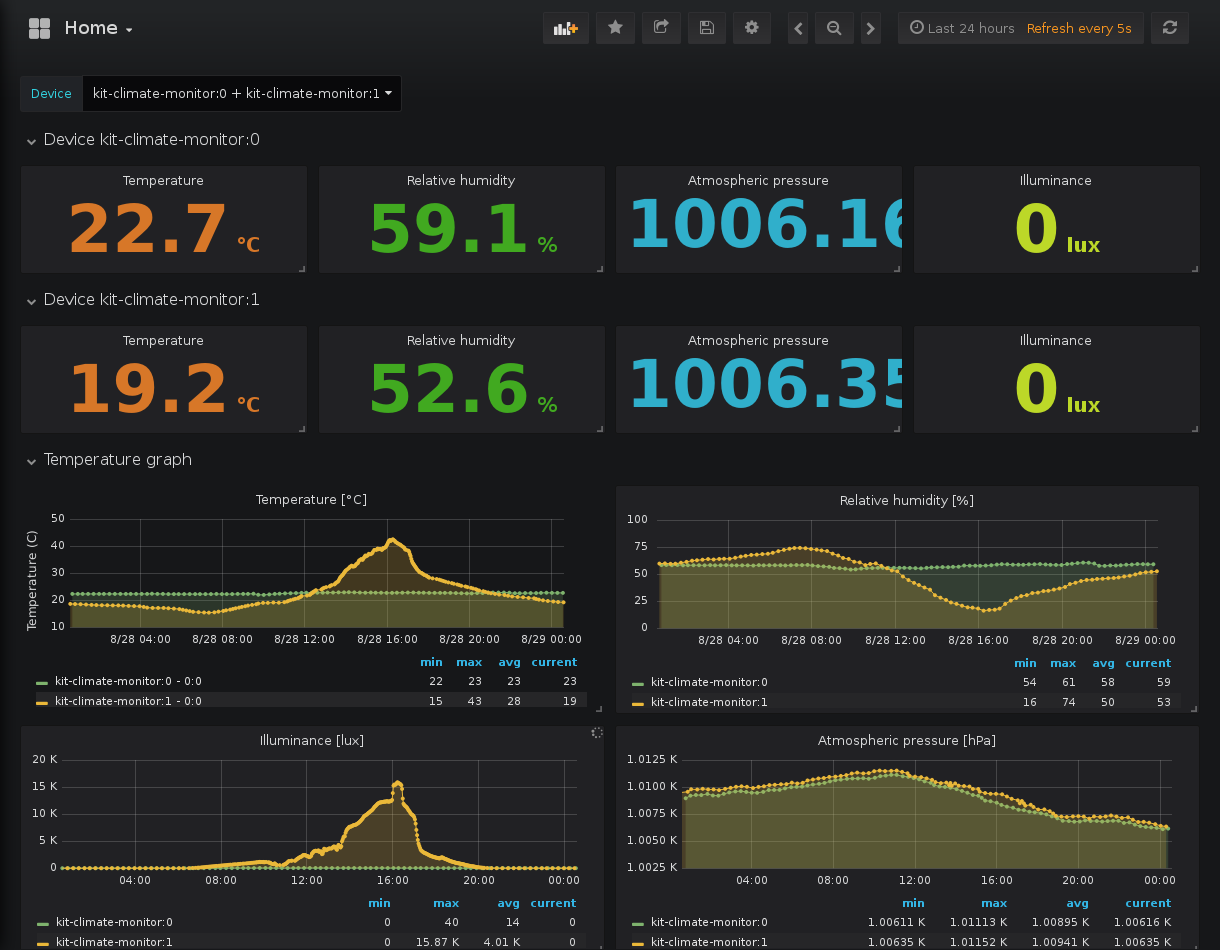 Home
Last 24 hours Refresh every 5s
Device kit-climate-monitor:0 + kit-climate-monitor:1
Device kit-climate-monitor:0
Temperature Relative humidity Atmospheric pressure Illuminance
22.7 °C 59.1 % 1006.16 0 lux
Device kit-climate-monitor:1
Temperature Relative humidity Atmospheric pressure Illuminance
19.2 °C 52.6 % 1006.35 0 lux
Temperature graph
Temperature [°C]
Temperature (C)
50
40
30
20
10
8/28 04:00 8/28 08:00 8/28 12:00 8/28 16:00 8/28 20:00 8/29 00:00
min max avg current
kit-climate-monitor:0 - 0:0 22 23 23 23
kit-climate-monitor:1 - 0:0 15 43 28 19
Relative humidity [%]
100
75
50
25
0
8/28 04:00 8/28 08:00 8/28 12:00 8/28 16:00 8/28 20:00 8/29 00:00
min max avg current
kit-climate-monitor:0 54 61 58 59
kit-climate-monitor:1 16 74 50 53
Illuminance [lux]
20 K
15 K
10 K
5 K
0
04:00 08:00 12:00 16:00 20:00 00:00
min max avg current
kit-climate-monitor:0 0 40 14 0
kit-climate-monitor:1 0 15.87 K 4.01 K 0
Atmospheric pressure [hPa]
1.0125 K
1.0100 K
1.0075 K
1.0050 K
1.0025 K
04:00 08:00 12:00 16:00 20:00 00:00
min max avg current
kit-climate-monitor:0 1.00611 K 1.01113 K 1.00895 K 1.00616 K
kit-climate-monitor:1 1.00635 K 1.01152 K 1.00941 K 1.00635 K